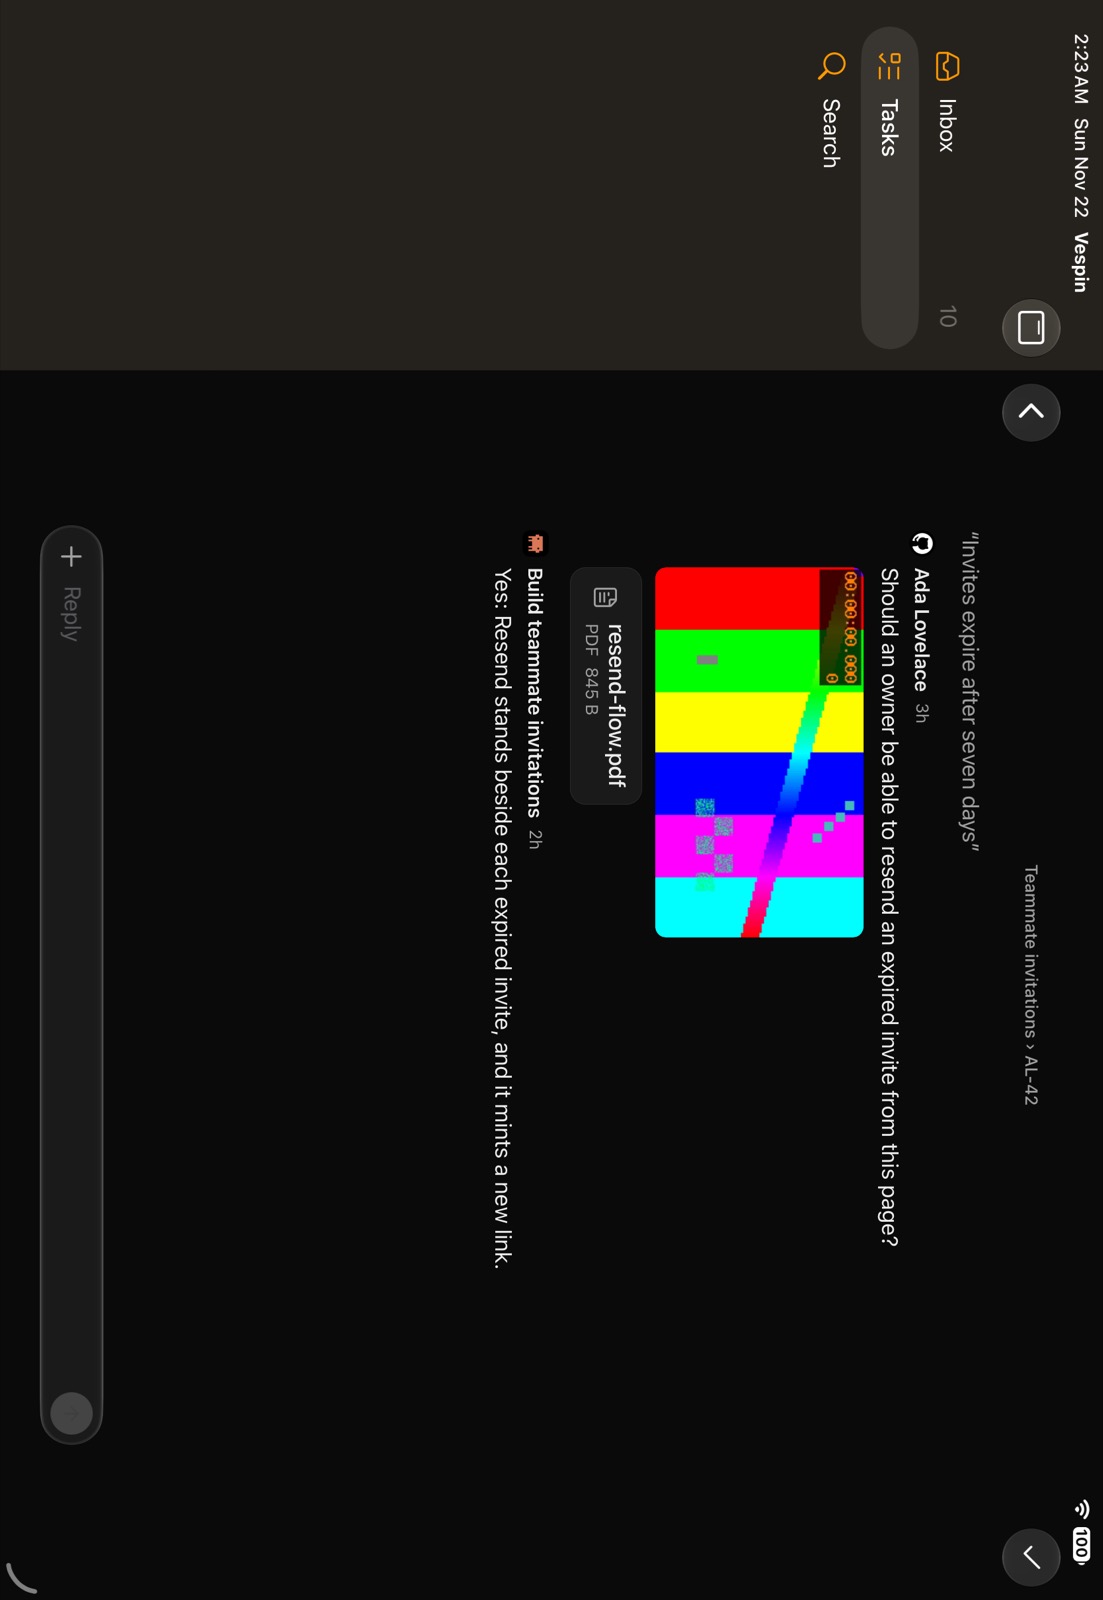 2:23 AM Sun Nov 22 Vespin
100
Inbox 10
Tasks
Search
Teammate invitations › AL-42
“Invites expire after seven days”
Ada Lovelace 3h
Should an owner be able to resend an expired invite from this page?
00:00:00.000
0
resend-flow.pdf
PDF 845 B
Build teammate invitations 2h
Yes: Resend stands beside each expired invite, and it mints a new link.
Reply